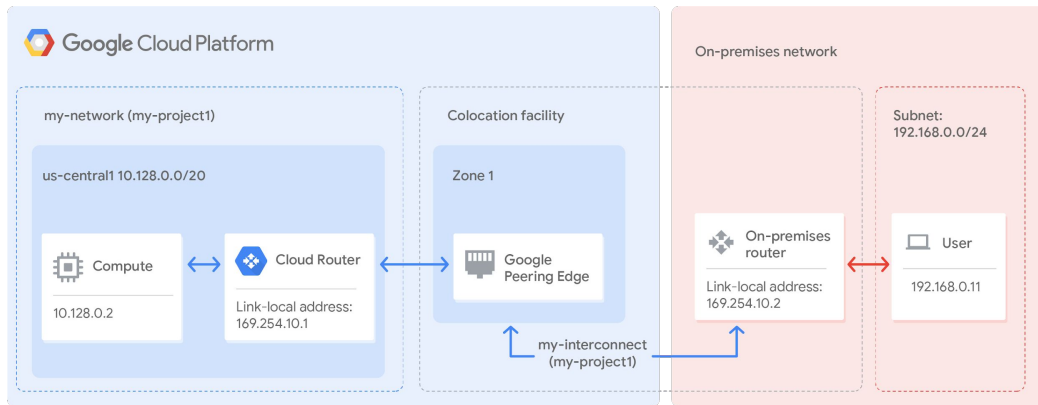 Google Cloud Platform
On-premises network
my-network (my-project1)
Colocation facility
Subnet:
192.168.0.0/24
us-central1 10.128.0.0/20
Zone 1
Compute
10.128.0.2
Cloud Router
Link-local address:
169.254.10.1
Google
Peering Edge
On-premises
router
Link-local address:
169.254.10.2
User
192.168.0.11
my-interconnect
(my-project1)